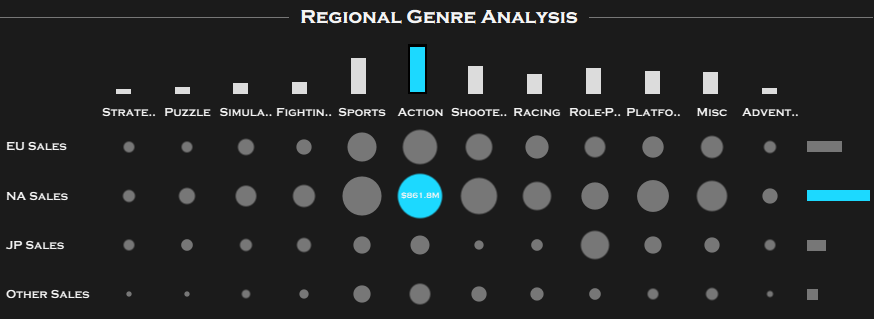 Regional Genre Analysis
Strate.. Puzzle Simula.. Fightin.. Sports Action Shoote.. Racing Role-P.. Platfo.. Misc Advent..
EU Sales
NA Sales $861.8M
JP Sales
Other Sales